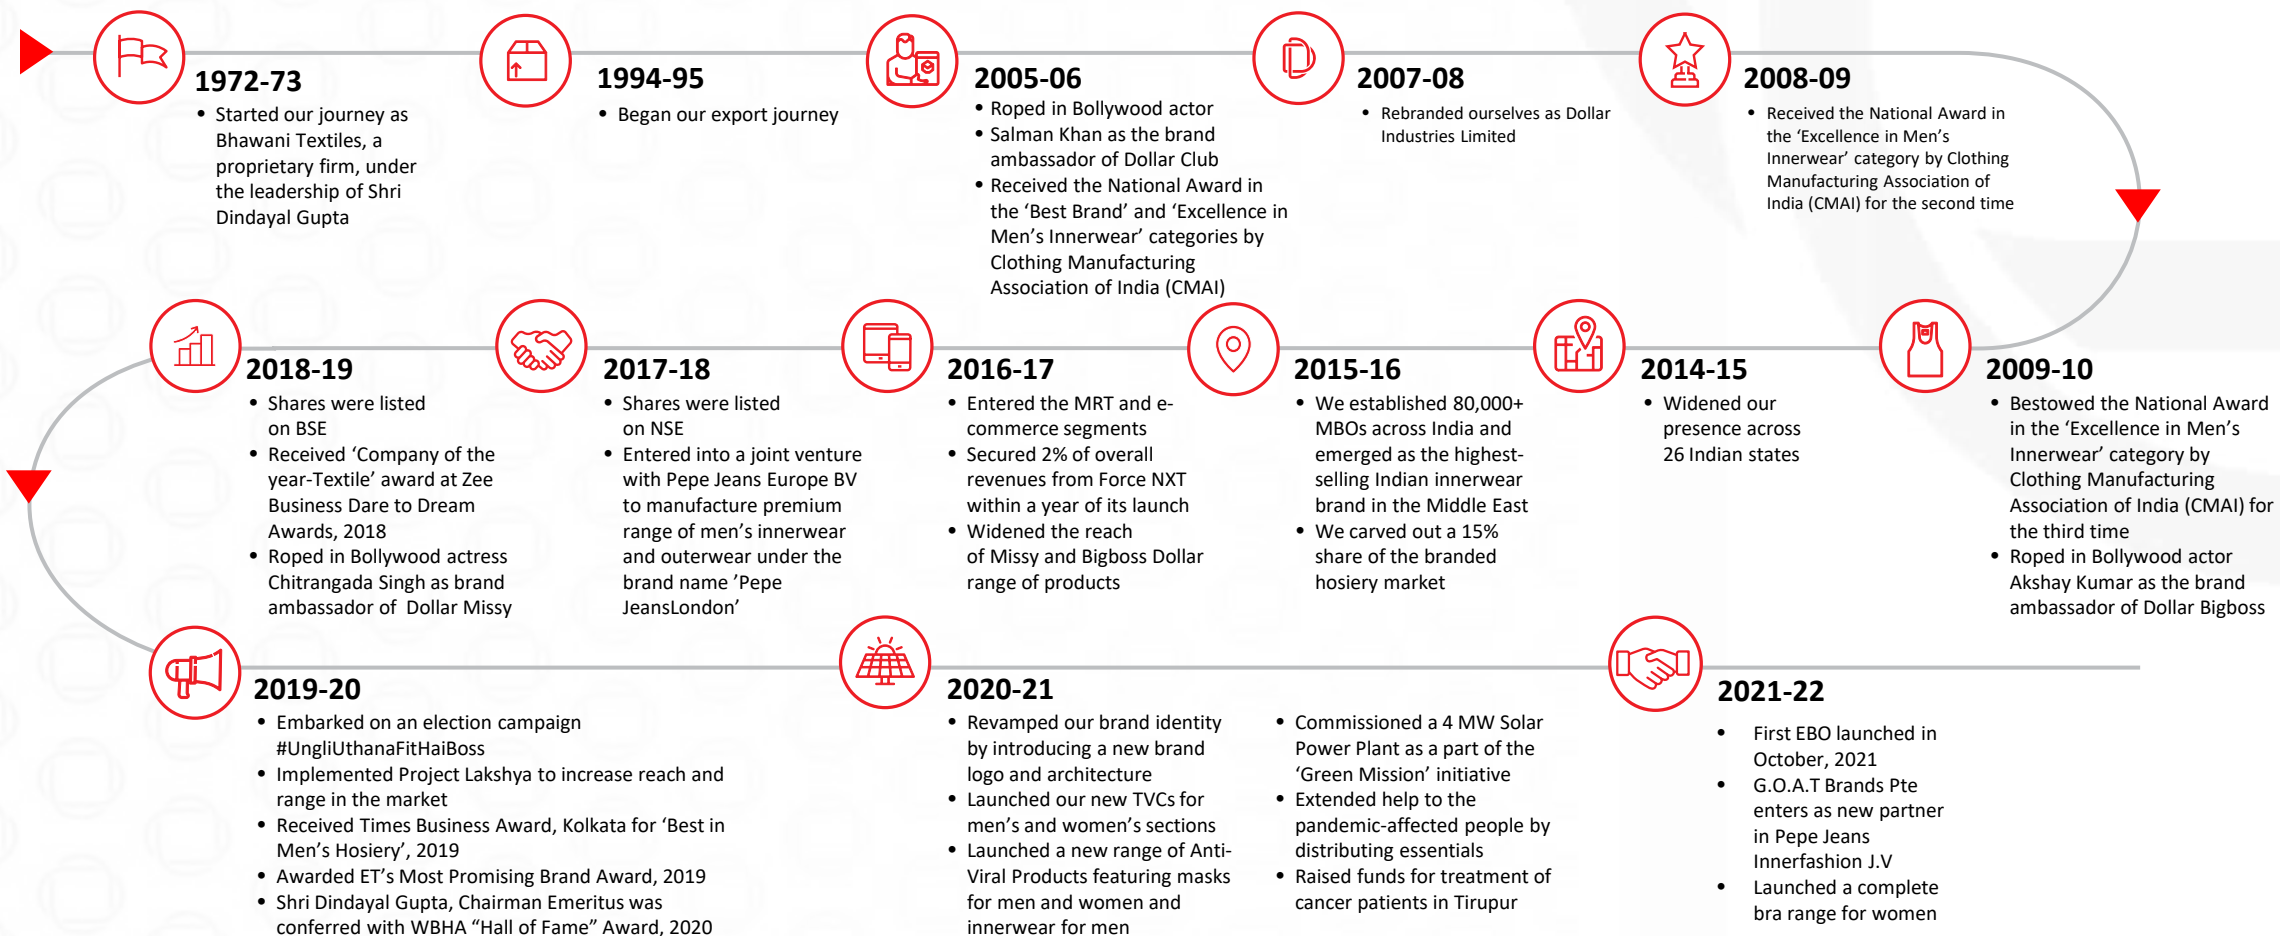 1972-73
• Started our journey as
Bhawani Textiles, a
proprietary firm, under
the leadership of Shri
Dindayal Gupta
1994-95
• Began our export journey
2005-06
• Roped in Bollywood actor
• Salman Khan as the brand
ambassador of Dollar Club
• Received the National Award in
the ‘Best Brand’ and ‘Excellence in
Men’s Innerwear’ categories by
Clothing Manufacturing
Association of India (CMAI)
2007-08
• Rebranded ourselves as Dollar
Industries Limited
2008-09
• Received the National Award in
the ‘Excellence in Men’s
Innerwear’ category by Clothing
Manufacturing Association of
India (CMAI) for the second time
2009-10
• Bestowed the National Award
in the ‘Excellence in Men’s
Innerwear’ category by
Clothing Manufacturing
Association of India (CMAI) for
the third time
• Roped in Bollywood actor
Akshay Kumar as the brand
ambassador of Dollar Bigboss
2014-15
• Widened our
presence across
26 Indian states
2015-16
• We established 80,000+
MBOs across India and
emerged as the highest-
selling Indian innerwear
brand in the Middle East
• We carved out a 15%
share of the branded
hosiery market
2016-17
• Entered the MRT and e-
commerce segments
• Secured 2% of overall
revenues from Force NXT
within a year of its launch
• Widened the reach
of Missy and Bigboss Dollar
range of products
2017-18
• Shares were listed
on NSE
• Entered into a joint venture
with Pepe Jeans Europe BV
to manufacture premium
range of men’s innerwear
and outerwear under the
brand name ’Pepe
JeansLondon’
2018-19
• Shares were listed
on BSE
• Received ‘Company of the
year-Textile’ award at Zee
Business Dare to Dream
Awards, 2018
• Roped in Bollywood actress
Chitrangada Singh as brand
ambassador of Dollar Missy
2019-20
• Embarked on an election campaign
#UngliUthanaFitHaiBoss
• Implemented Project Lakshya to increase reach and
range in the market
• Received Times Business Award, Kolkata for ‘Best in
Men’s Hosiery’, 2019
• Awarded ET’s Most Promising Brand Award, 2019
• Shri Dindayal Gupta, Chairman Emeritus was
conferred with WBHA “Hall of Fame” Award, 2020
2020-21
• Revamped our brand identity
by introducing a new brand
logo and architecture
• Launched our new TVCs for
men’s and women’s sections
• Launched a new range of Anti-
Viral Products featuring masks
for men and women and
innerwear for men
• Commissioned a 4 MW Solar
Power Plant as a part of the
‘Green Mission’ initiative
• Extended help to the
pandemic-affected people by
distributing essentials
• Raised funds for treatment of
cancer patients in Tirupur
2021-22
• First EBO launched in
October, 2021
• G.O.A.T Brands Pte
enters as new partner
in Pepe Jeans
Innerfashion J.V
• Launched a complete
bra range for women